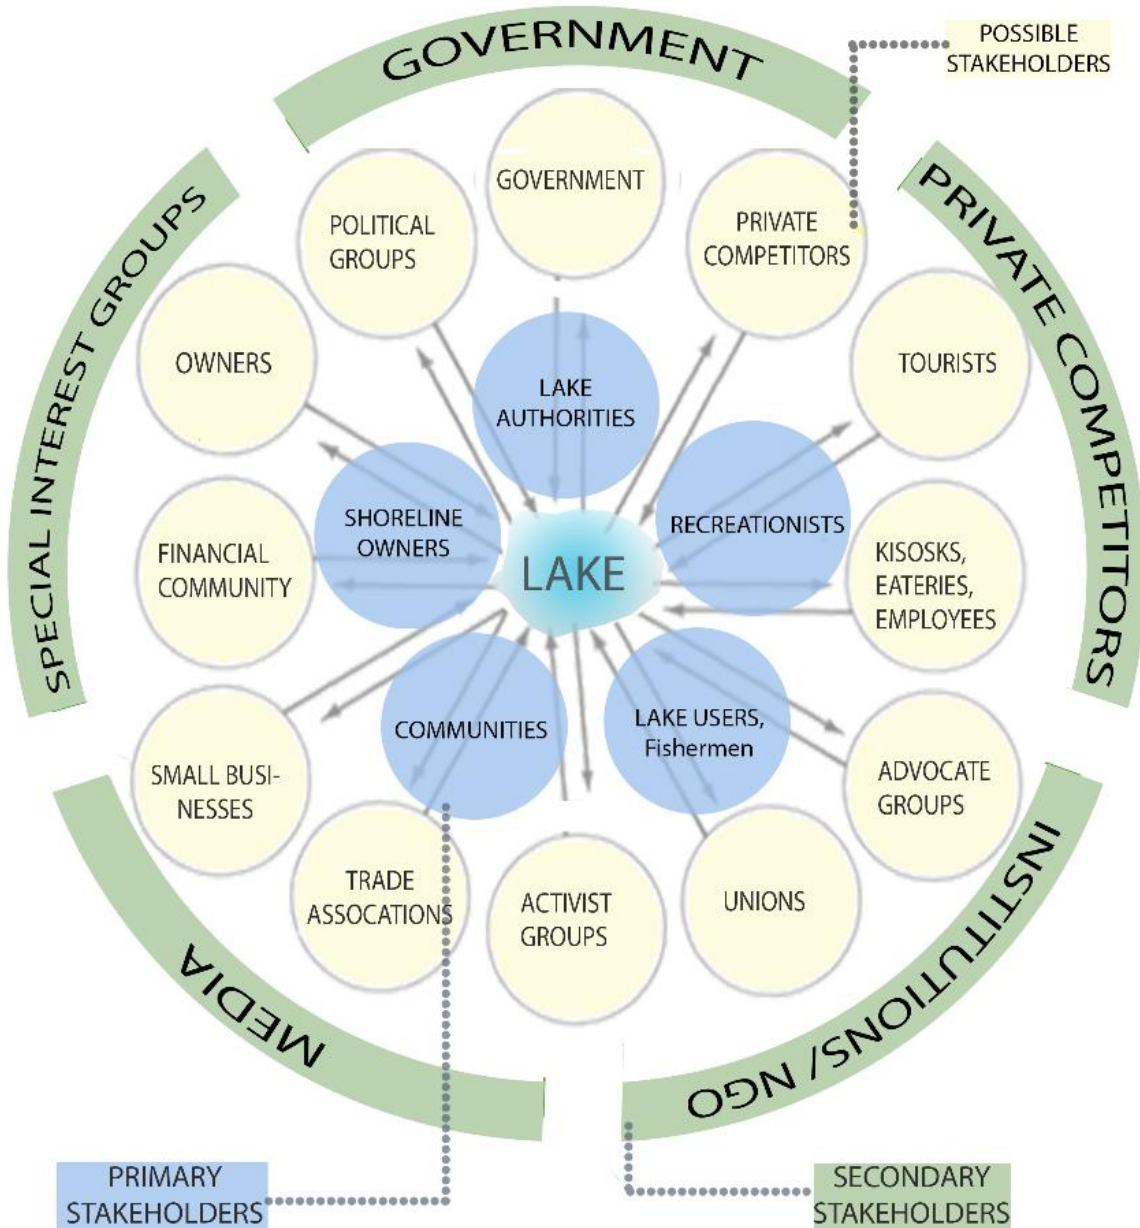 GOVERNMENT
POSSIBLE
STAKEHOLDERS
PRIVATE COMPETITORS
SPECIAL INTEREST GROUPS
GOVERNMENT
POLITICAL
GROUPS
PRIVATE
COMPETITORS
OWNERS
TOURISTS
LAKE
AUTHORITIES
SHORELINE
OWNERS
RECREATIONISTS
FINANCIAL
COMMUNITY
LAKE
KISOSKS,
EATERIES,
EMPLOYEES
COMMUNITIES
LAKE USERS,
Fishermen
SMALL BUSI-
NESSES
ADVOCATE
GROUPS
TRADE
ASSOCATIONS
ACTIVIST
GROUPS
UNIONS
MEDIA
INSTITUTIONS/ NGO
PRIMARY
STAKEHOLDERS
SECONDARY
STAKEHOLDERS